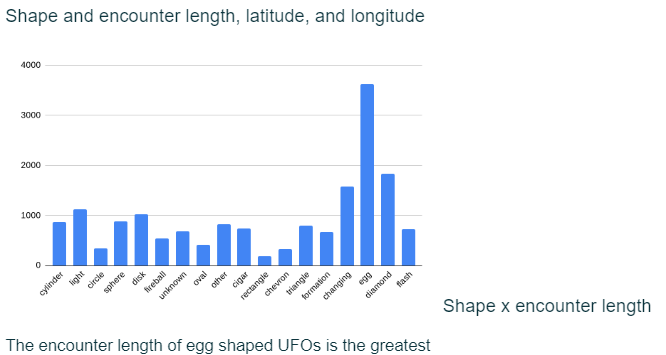 Shape and encounter length, latitude, and longitude
4000
3000
2000
1000
0
cylinder
light
circle
sphere
disk
fireball
unknown
oval
other
cigar
rectangle
chevron
triangle
formation
changing
egg
diamond
flash
Shape x encounter length
The encounter length of egg shaped UFOs is the greatest